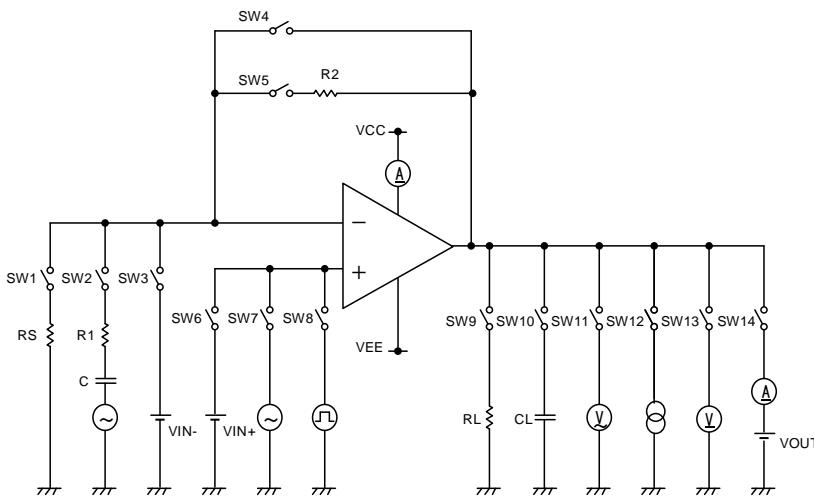 SW4
SW5 R2
VCC
A
SW1 SW2 SW3
SW6 SW7 SW8
SW9 SW10 SW11 SW12 SW13 SW14
RS R1
VEE
C
A
VIN- VIN+
RL CL V V
VOUT